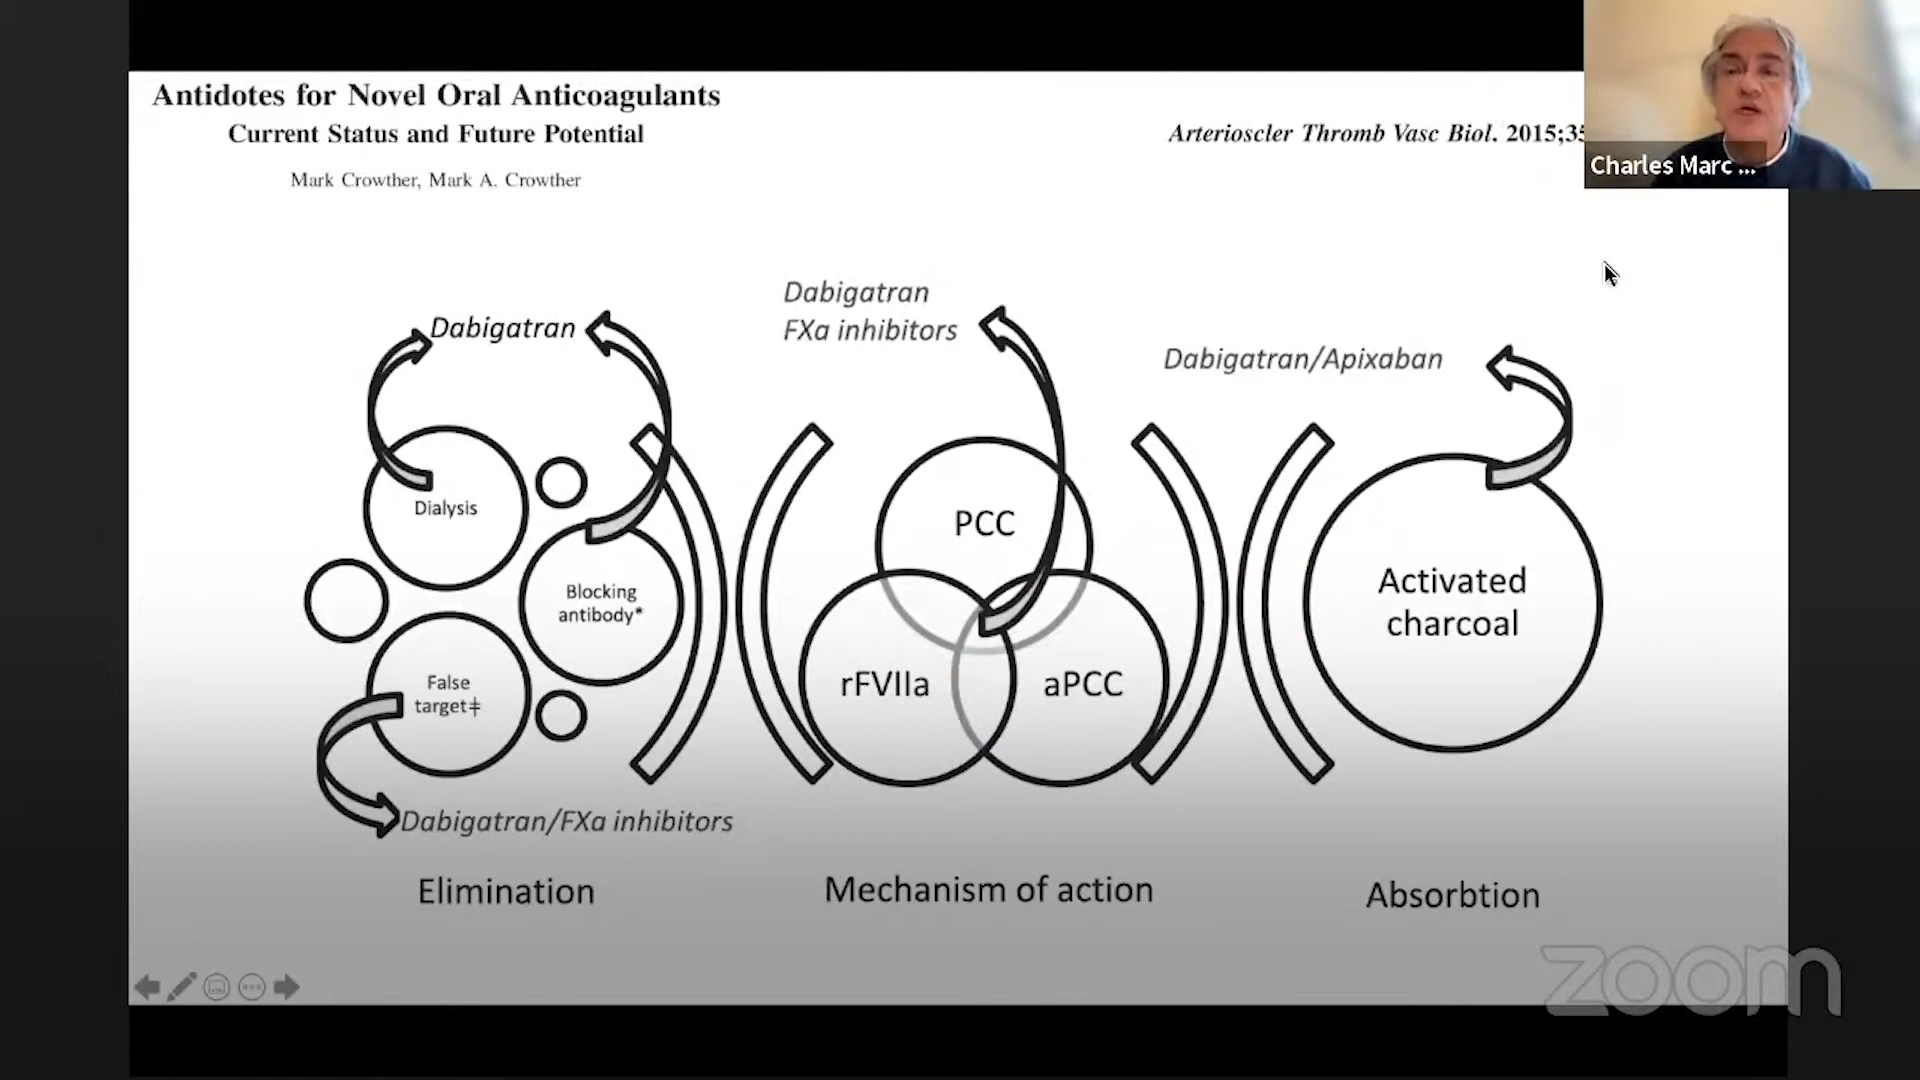 Antidotes for Novel Oral Anticoagulants
Current Status and Future Potential
Mark Crowther, Mark A. Crowther
Arterioscler Thromb Vasc Biol. 2015;35
Charles Marc ...
Dabigatran
Dabigatran
FXa inhibitors
Dabigatran/Apixaban
Dialysis
Blocking
antibody*
False
target‡
PCC
rFVIIa
aPCC
Activated
charcoal
Dabigatran/FXa inhibitors
Elimination
Mechanism of action
Absorbtion
zoom